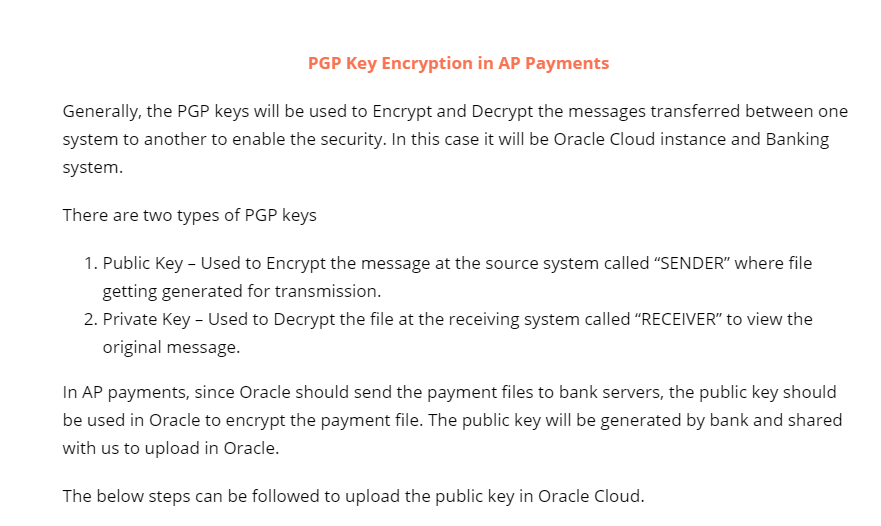 PGP Key Encryption in AP Payments
Generally, the PGP keys will be used to Encrypt and Decrypt the messages transferred between one
system to another to enable the security. In this case it will be Oracle Cloud instance and Banking
system.
There are two types of PGP keys
1. Public Key – Used to Encrypt the message at the source system called “SENDER” where file
getting generated for transmission.
2. Private Key – Used to Decrypt the file at the receiving system called “RECEIVER” to view the
original message.
In AP payments, since Oracle should send the payment files to bank servers, the public key should
be used in Oracle to encrypt the payment file. The public key will be generated by bank and shared
with us to upload in Oracle.
The below steps can be followed to upload the public key in Oracle Cloud.